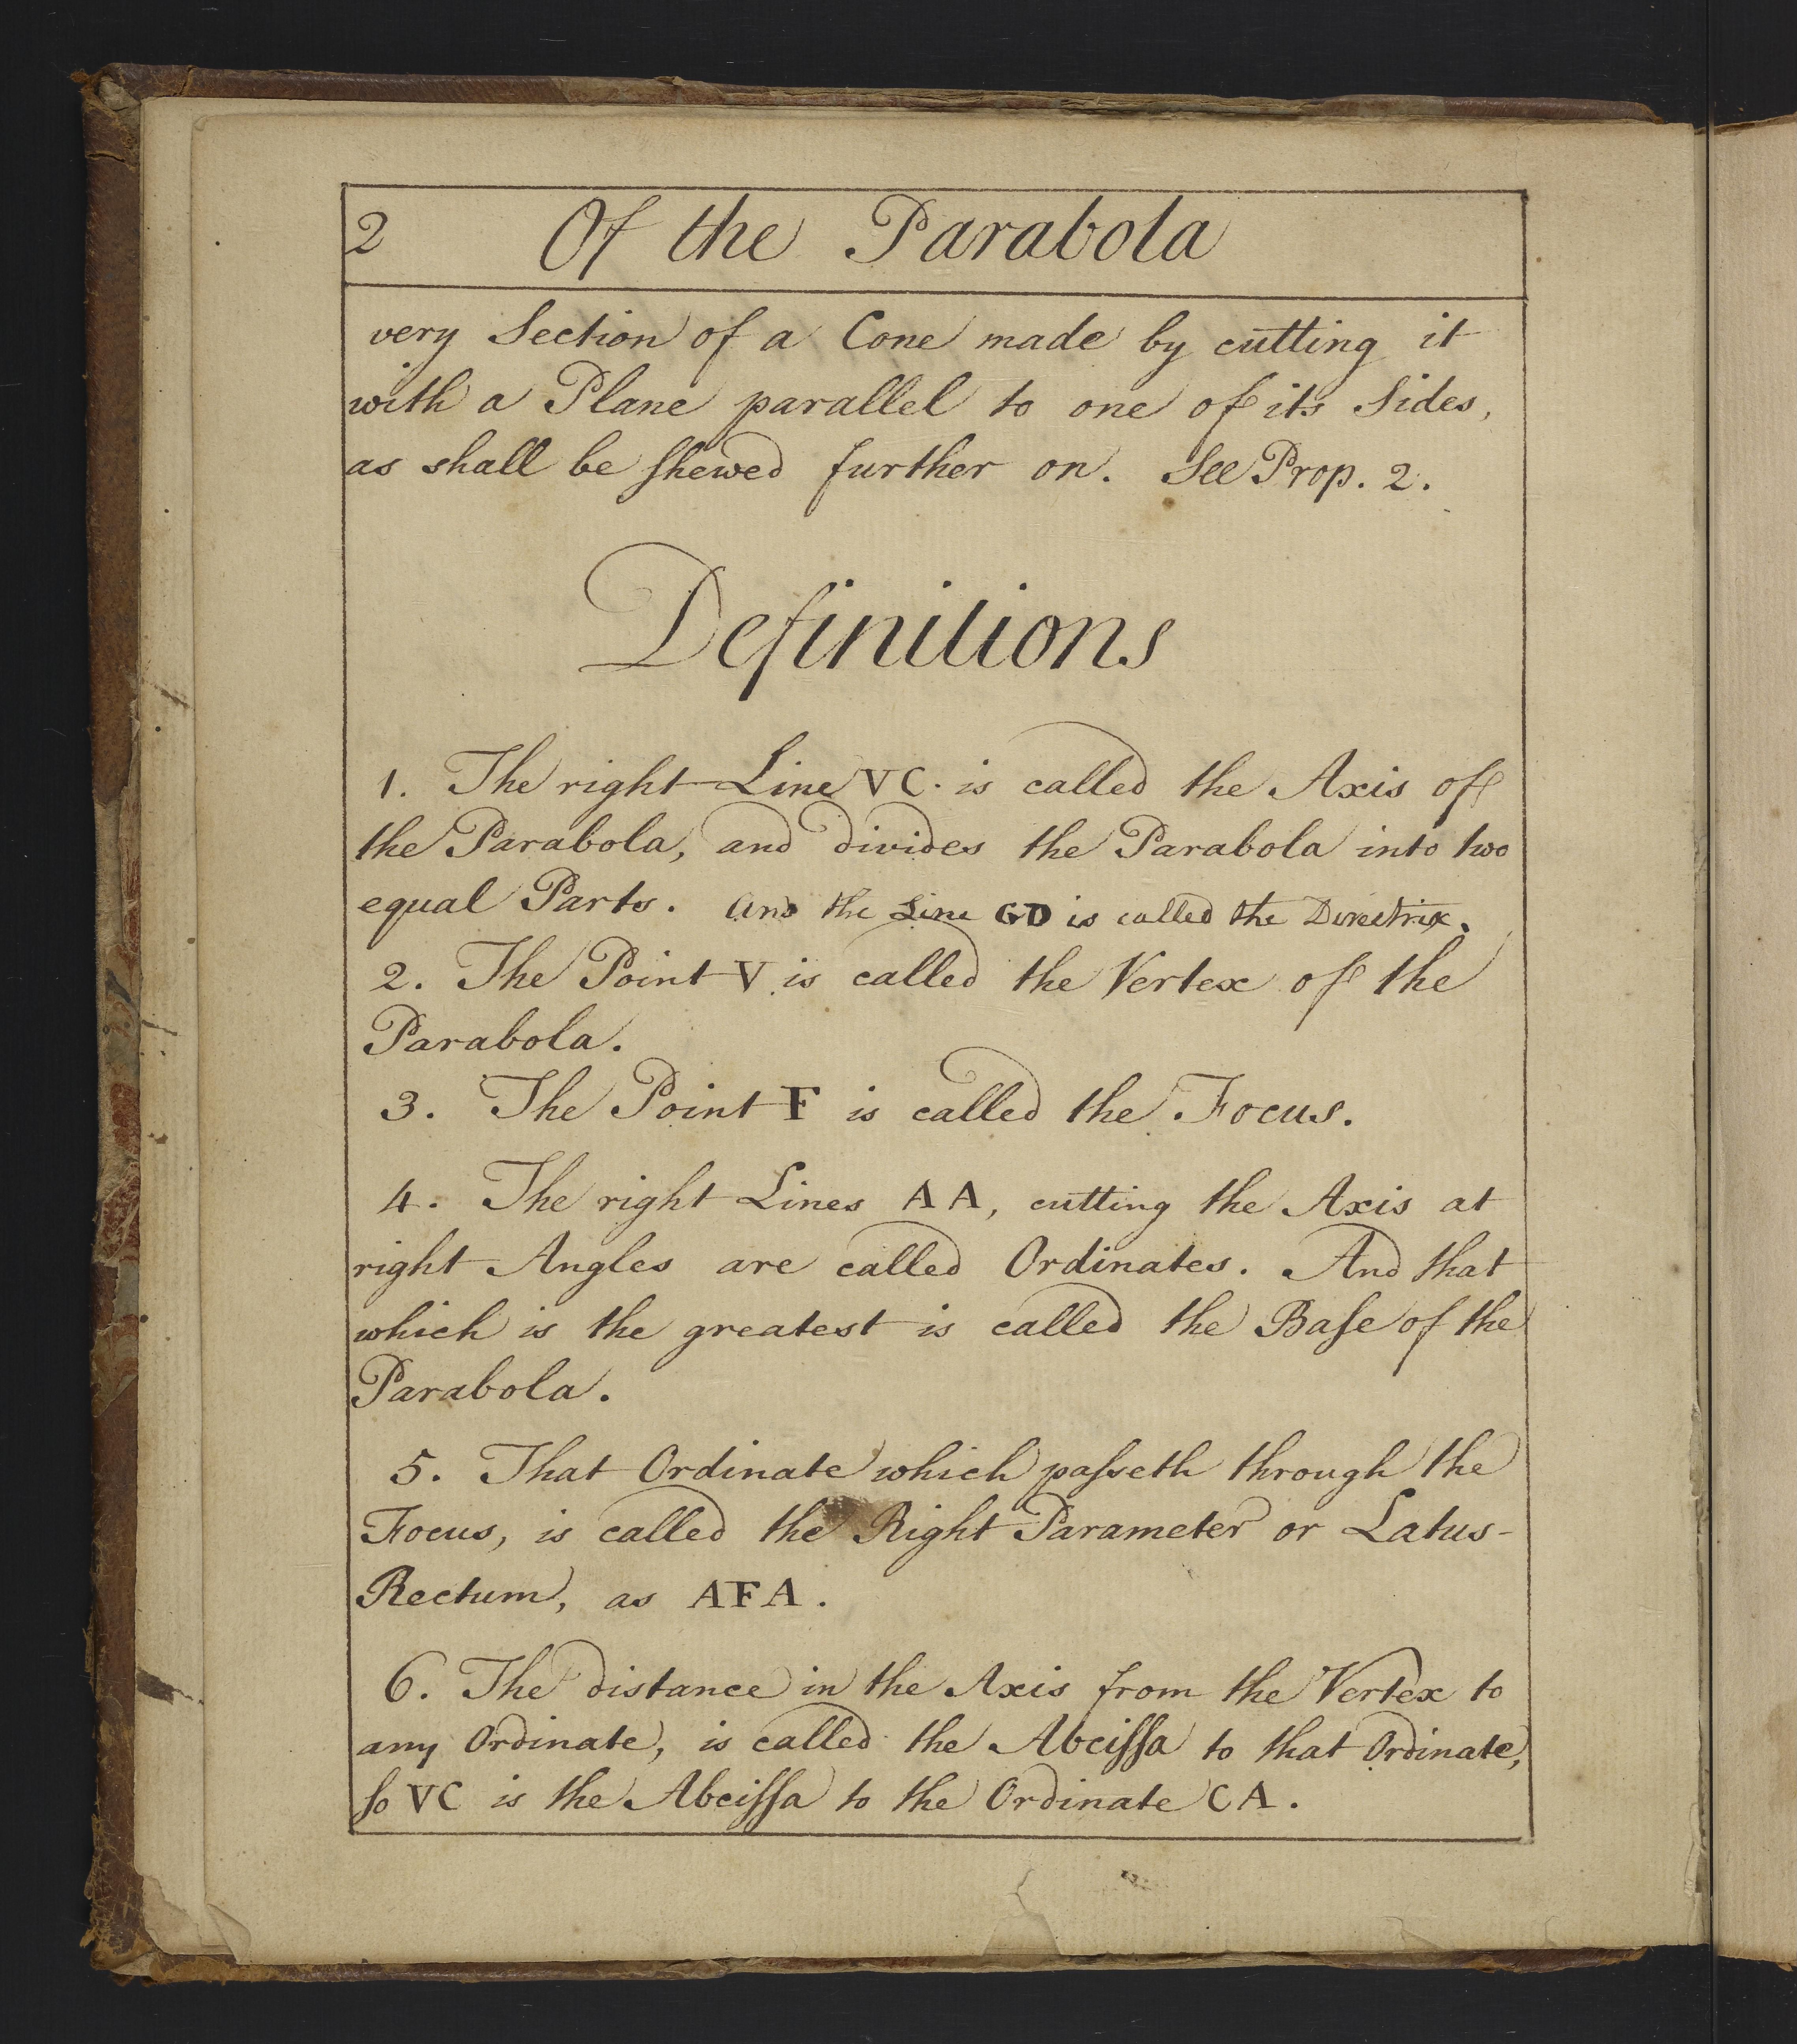 2 Of the Parabola
very Section of a Cone made by cutting it
with a Plane parallel to one of its Sides,
as shall be ſhewed further on. See Prop. 2.
Definitions
1. The right Line VC. is called the Axis of
the Parabola, and divides the Parabola into two
equal Parts. And the Line GD is called the Directrix.
2. The Point V is called the Vertex of the
Parabola.
3. The Point F is called the Focus.
4. The right Lines AA, cutting the Axis at
right Angles are called Ordinates. And that
which is the greatest is called the Baſe of the
Parabola.
5. That Ordinate which paſseth through the
Focus, is called the Right Parameter or Latus-
Rectum, as AFA.
6. The distance in the Axis from the Vertex to
any Ordinate, is called the Abciſſa to that Ordinate,
ſo VC is the Abciſſa to the Ordinate CA.